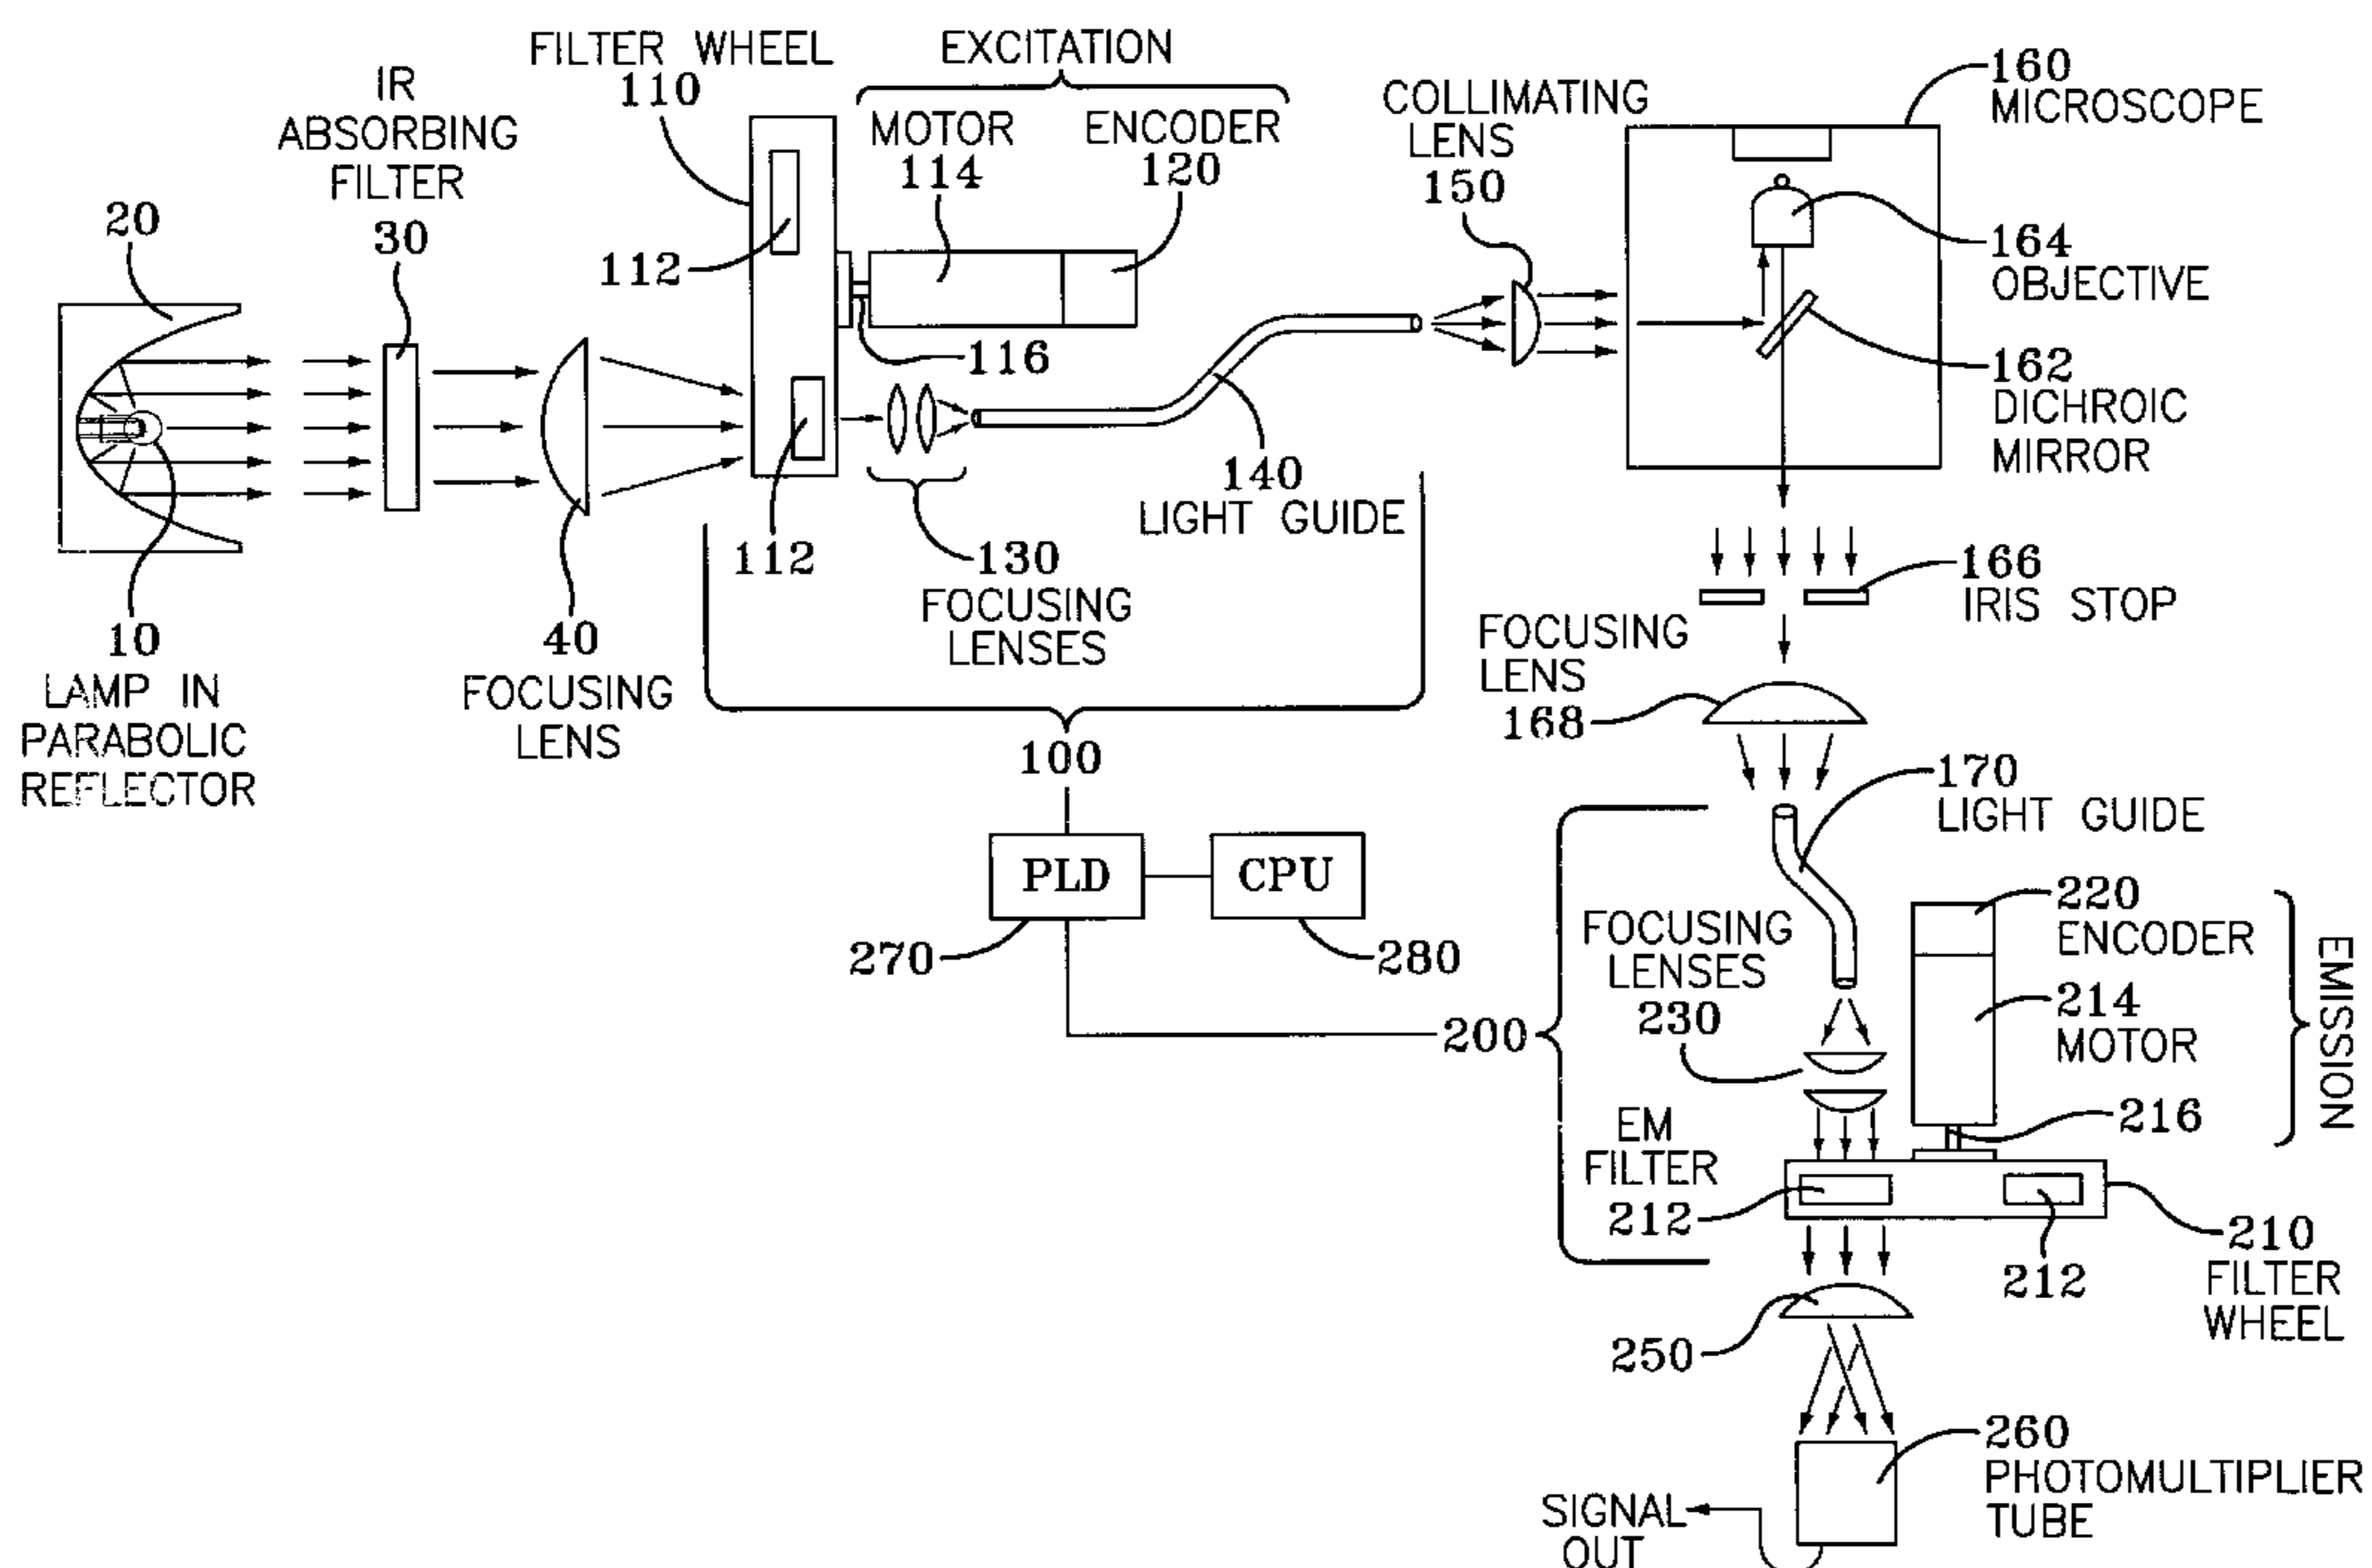 FILTER WHEEL
110
EXCITATION
MOTOR
114
ENCODER
120
IR
ABSORBING
FILTER
30
20
112
116
112
10
LAMP IN
PARABOLIC
REFLECTOR
40
FOCUSING
LENS
130
FOCUSING
LENSES
140
LIGHT GUIDE
100
COLLIMATING
LENS
150
160
MICROSCOPE
164
OBJECTIVE
162
DICHROIC
MIRROR
166
IRIS STOP
FOCUSING
LENS
168
170
LIGHT GUIDE
PLD
CPU
270
280
200
FOCUSING
LENSES
230
220
ENCODER
214
MOTOR
216
EMISSION
EM
FILTER
212
212
210
FILTER
WHEEL
250
260
PHOTOMULTIPLIER
TUBE
SIGNAL
OUT